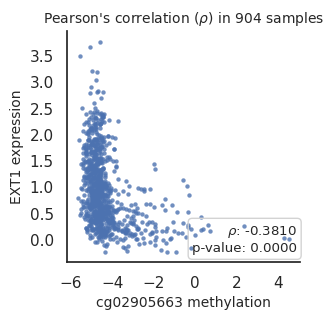 Pearson's correlation (ρ) in 904 samples
EXT1 expression
3.5
3.0
2.5
2.0
1.5
1.0
0.5
0.0
ρ: -0.3810
p-value: 0.0000
−6 −4 −2 0 2 4
cg02905663 methylation